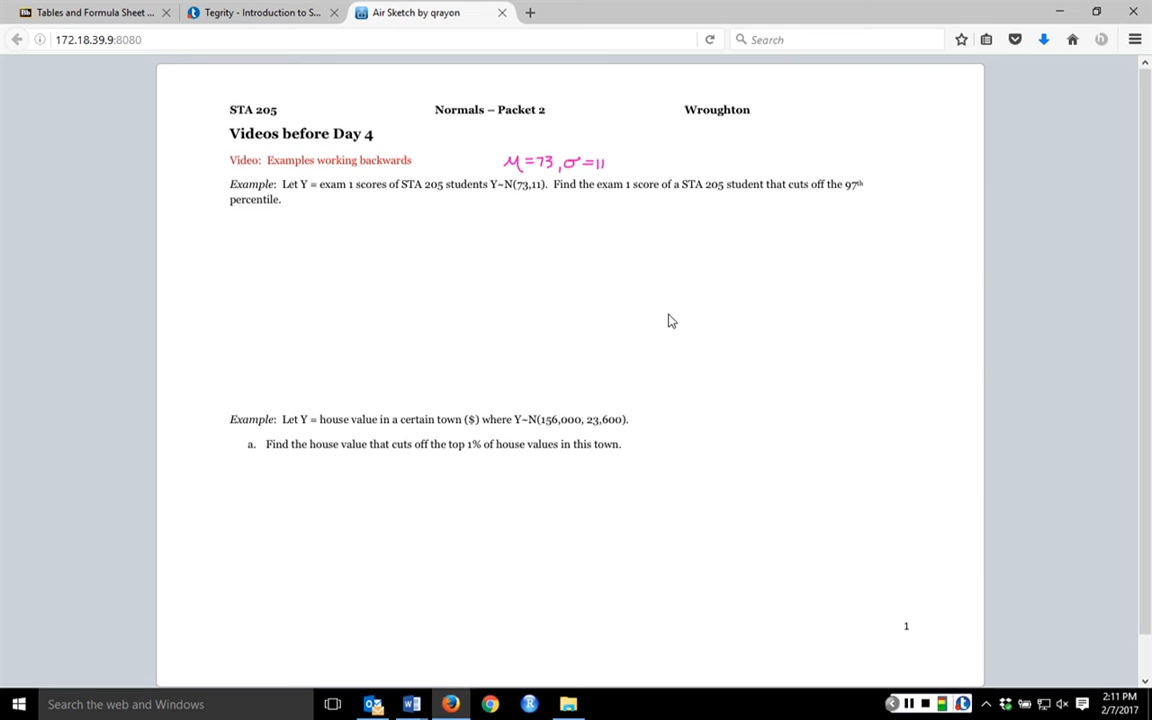 Tables and Formula Sheet ...
Tegrity - Introduction to S...
Air Sketch by qrayon
172.18.39.9:8080
Search
STA 205 Normals – Packet 2 Wroughton
Videos before Day 4
Video: Examples working backwards
μ=73, σ=11
Example: Let Y = exam 1 scores of STA 205 students Y~N(73,11). Find the exam 1 score of a STA 205 student that cuts off the 97th
percentile.
Example: Let Y = house value in a certain town ($) where Y~N(156,000, 23,600).
a. Find the house value that cuts off the top 1% of house values in this town.
1
Search the web and Windows
2:11 PM
2/7/2017